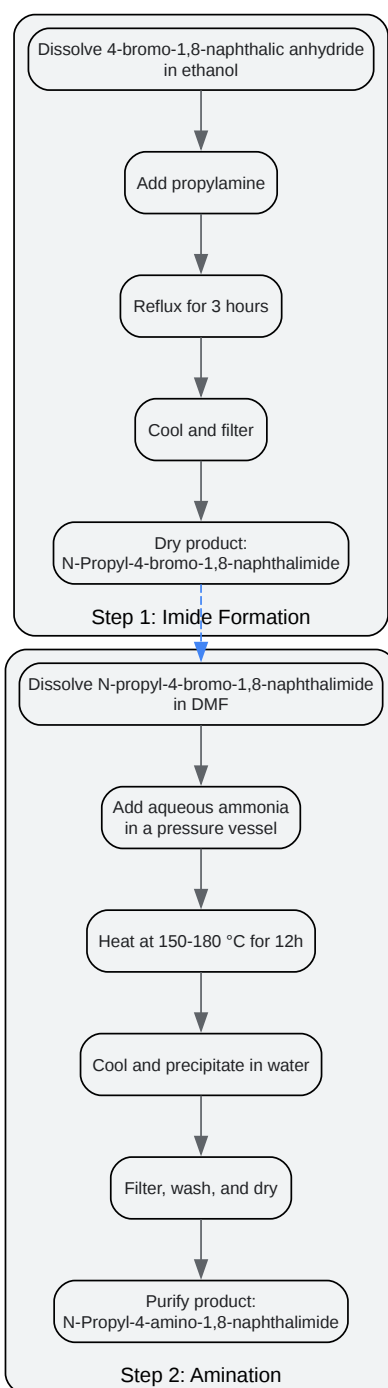 Dissolve 4-bromo-1,8-naphthalic anhydride
in ethanol
Add propylamine
Reflux for 3 hours
Cool and filter
Dry product:
N-Propyl-4-bromo-1,8-naphthalimide
Step 1: Imide Formation
Dissolve N-propyl-4-bromo-1,8-naphthalimide
in DMF
Add aqueous ammonia
in a pressure vessel
Heat at 150-180 °C for 12h
Cool and precipitate in water
Filter, wash, and dry
Purify product:
N-Propyl-4-amino-1,8-naphthalimide
Step 2: Amination